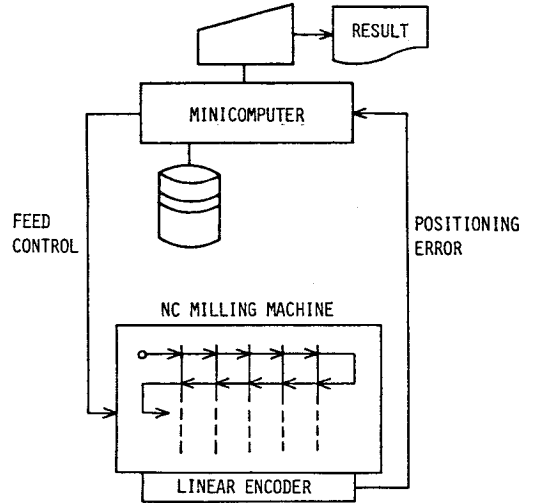 RESULT
MINICOMPUTER
FEED
CONTROL
POSITIONING
ERROR
NC MILLING MACHINE
LINEAR ENCODER